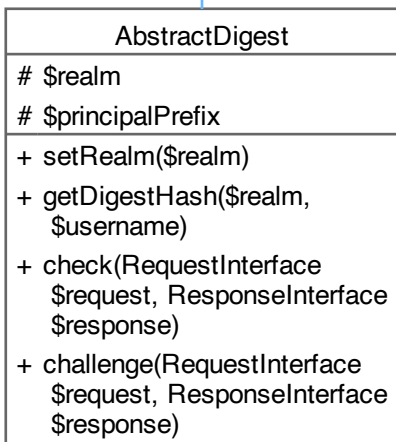 AbstractDigest
# $realm
# $principalPrefix
+ setRealm($realm)
+ getDigestHash($realm,
$username)
+ check(RequestInterface
$request, ResponseInterface
$response)
+ challenge(RequestInterface
$request, ResponseInterface
$response)